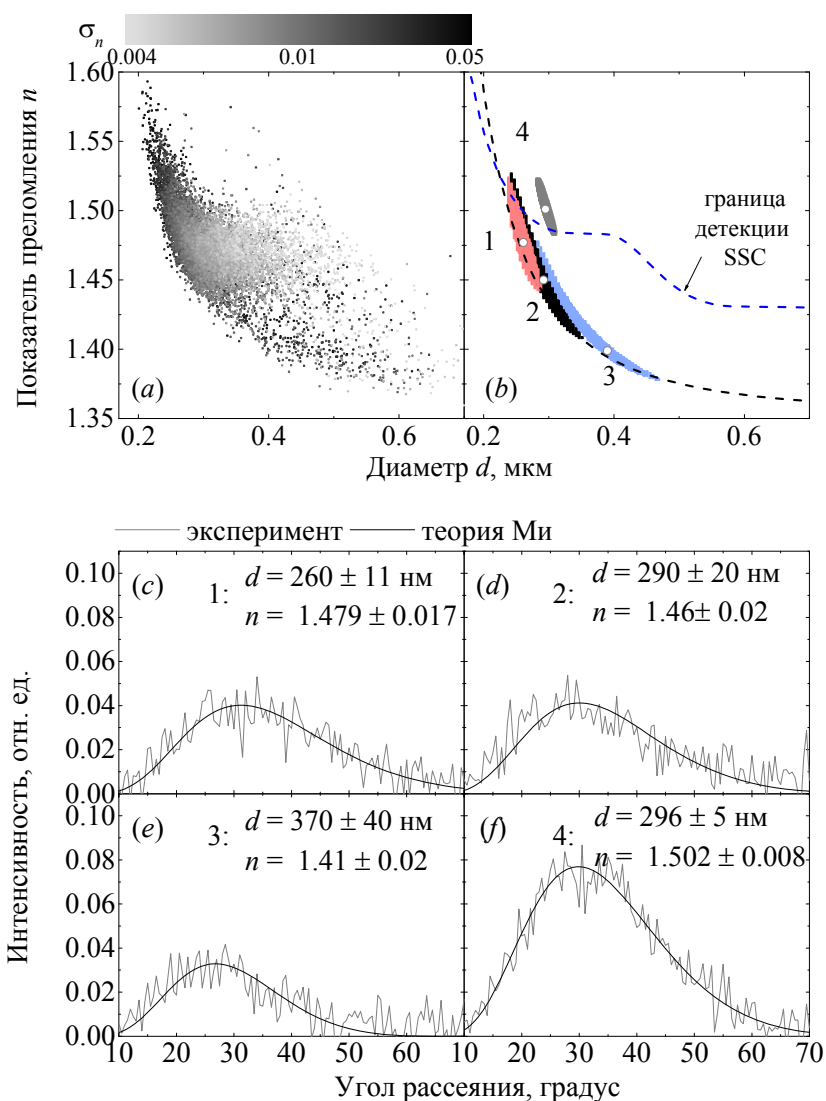 σn
0.004 0.01 0.05
Показатель преломления n
1.60
1.55
1.50
1.45
1.40
1.35
(a)
0.2 0.4 0.6
(b)
4
1
2
3
граница
детекции
SSC
0.2 0.4 0.6
Диаметр d, мкм
эксперимент теория Ми
Интенсивность, отн. ед.
0.10
0.08
0.06
0.04
0.02
0.00
(c) 1: d = 260 ± 11 нм
n = 1.479 ± 0.017
(d) 2: d = 290 ± 20 нм
n = 1.46± 0.02
0.10
0.08
0.06
0.04
0.02
0.00
(e) 3: d = 370 ± 40 нм
n = 1.41 ± 0.02
(f) 4: d = 296 ± 5 нм
n = 1.502 ± 0.008
10 20 30 40 50 60 10 20 30 40 50 60 70
Угол рассеяния, градус